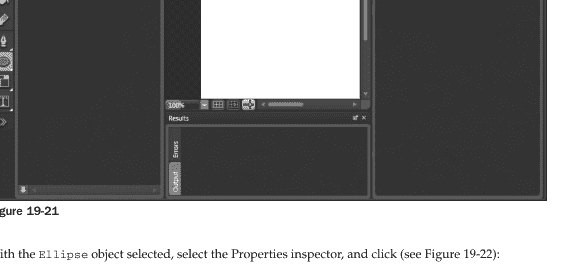 100%
Results
Errors
Output
gure 19-21
ith the Ellipse object selected, select the Properties inspector, and click (see Figure 19-22):